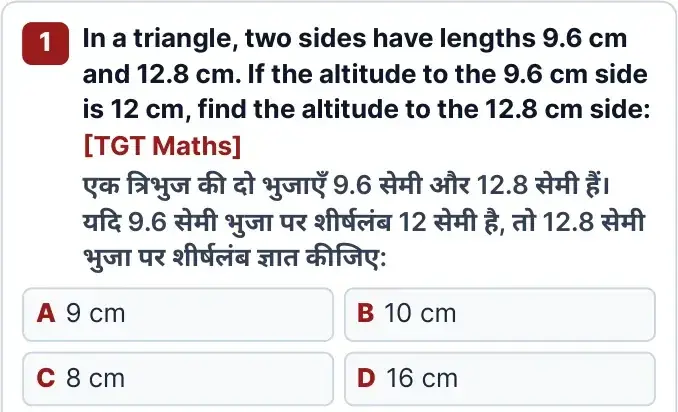 1 In a triangle, two sides have lengths 9.6 cm
and 12.8 cm. If the altitude to the 9.6 cm side
is 12 cm, find the altitude to the 12.8 cm side:
[TGT Maths]
एक त्रिभुज की दो भुजाएँ 9.6 सेमी और 12.8 सेमी हैं।
यदि 9.6 सेमी भुजा पर शीर्षलंब 12 सेमी है, तो 12.8 सेमी
भुजा पर शीर्षलंब ज्ञात कीजिए:
A 9 cm
B 10 cm
C 8 cm
D 16 cm